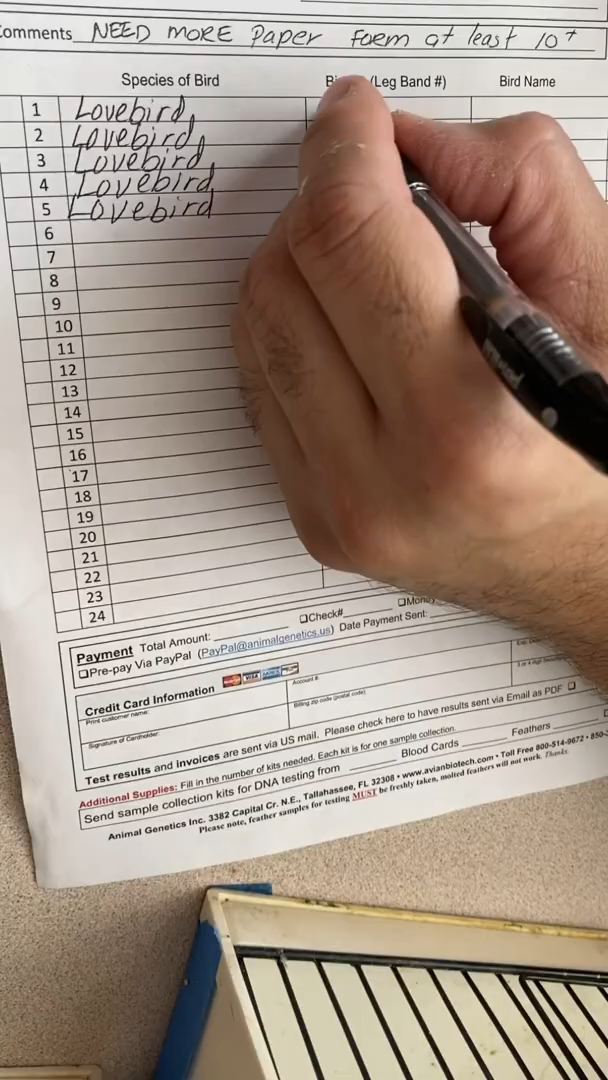 Comments NEED MORE Paper form at least 10+
Species of Bird (Leg Band #) Bird Name
1 Lovebird
2 Lovebird
3 Lovebird
4 Lovebird
5 Lovebird
6
7
8
9
10
11
12
13
14
15
16
17
18
19
20
21
22
23
24
Payment Total Amount: ❑Check#
❑Pre-pay Via PayPal (PayPal@animalgenetics.us) Date Payment Sent:
Credit Card Information
Account #:
Print customer name:
Billing zip code (postal code)
Signature of Cardholder:
Test results and invoices are sent via US mail. Please check here to have results sent via Email as PDF ❑
Additional Supplies: Fill in the number of kits needed. Each kit is for one sample collection.
Send sample collection kits for DNA testing from Blood Cards Feathers
Animal Genetics Inc. 3382 Capital Cr. N.E., Tallahassee, FL 32308 • www.avianbiotech.com • Toll Free 800-514-9672 • 850-
Please note, feather samples for testing MUST be freshly taken, molted feathers will not work. Thanks